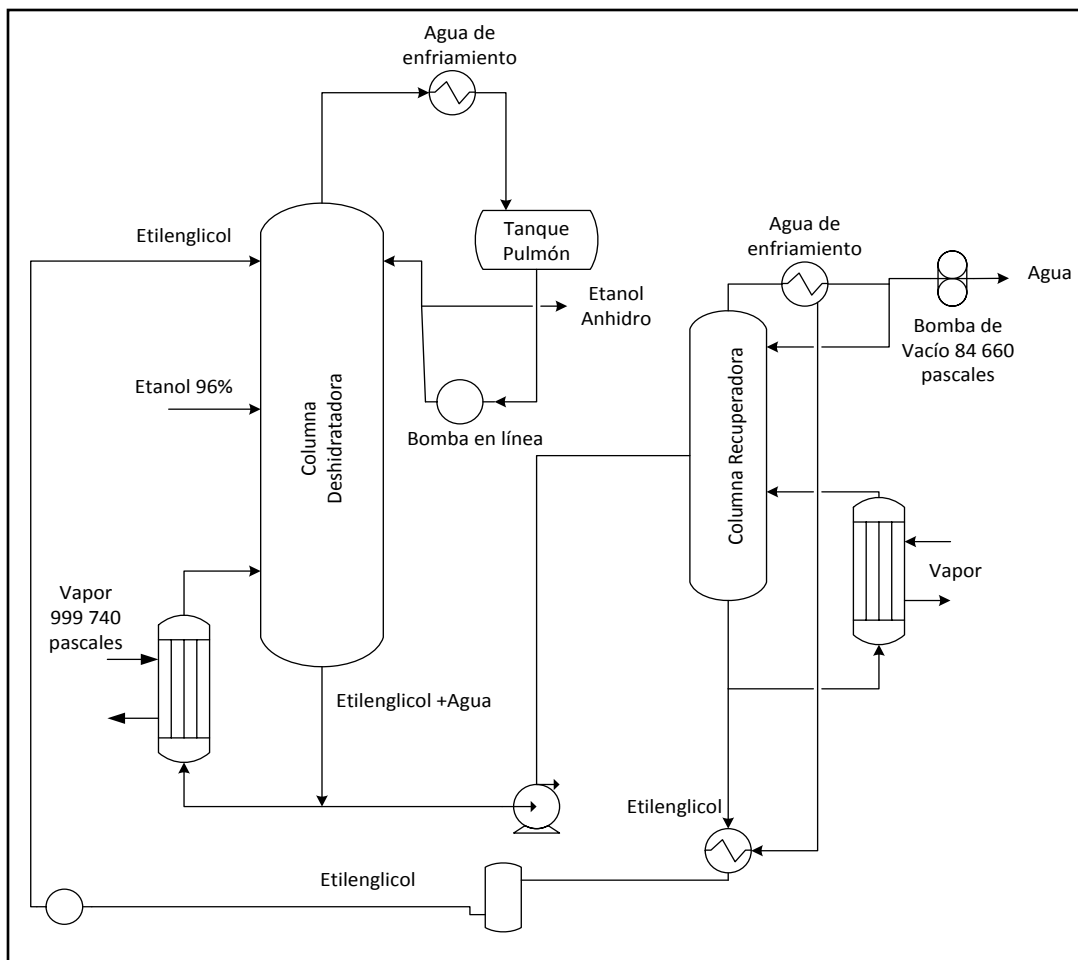 Agua de
enfriamiento
Etilenglicol
Tanque
Pulmón
Agua de
enfriamiento
Etanol
Anhidro
Agua
Bomba de
Vacío 84 660
pascales
Etanol 96%
Columna
Deshidratadora
Bomba en línea
Columna Recuperadora
Vapor
999 740
pascales
Vapor
Etilenglicol +Agua
Etilenglicol
Etilenglicol